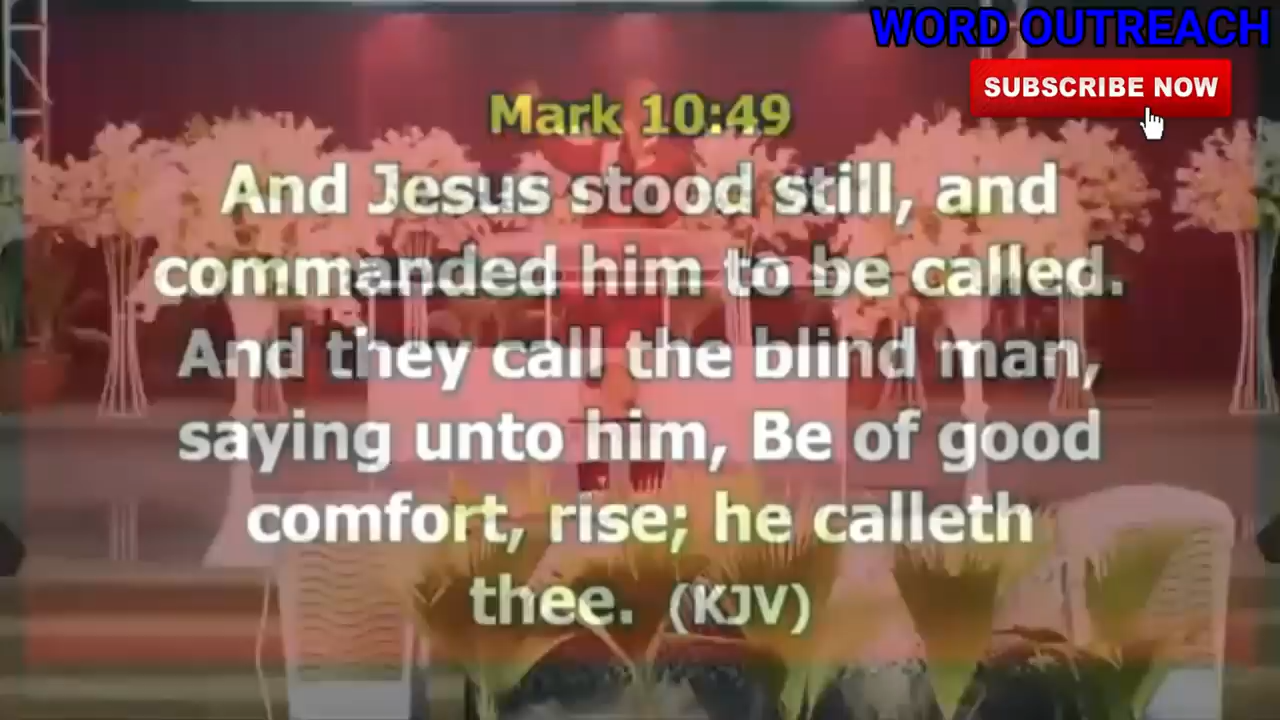 WORD OUTREACH
SUBSCRIBE NOW
Mark 10:49
And Jesus stood still, and
commanded him to be called.
And they call the blind man,
saying unto him, Be of good
comfort, rise; he calleth
thee. (KJV)